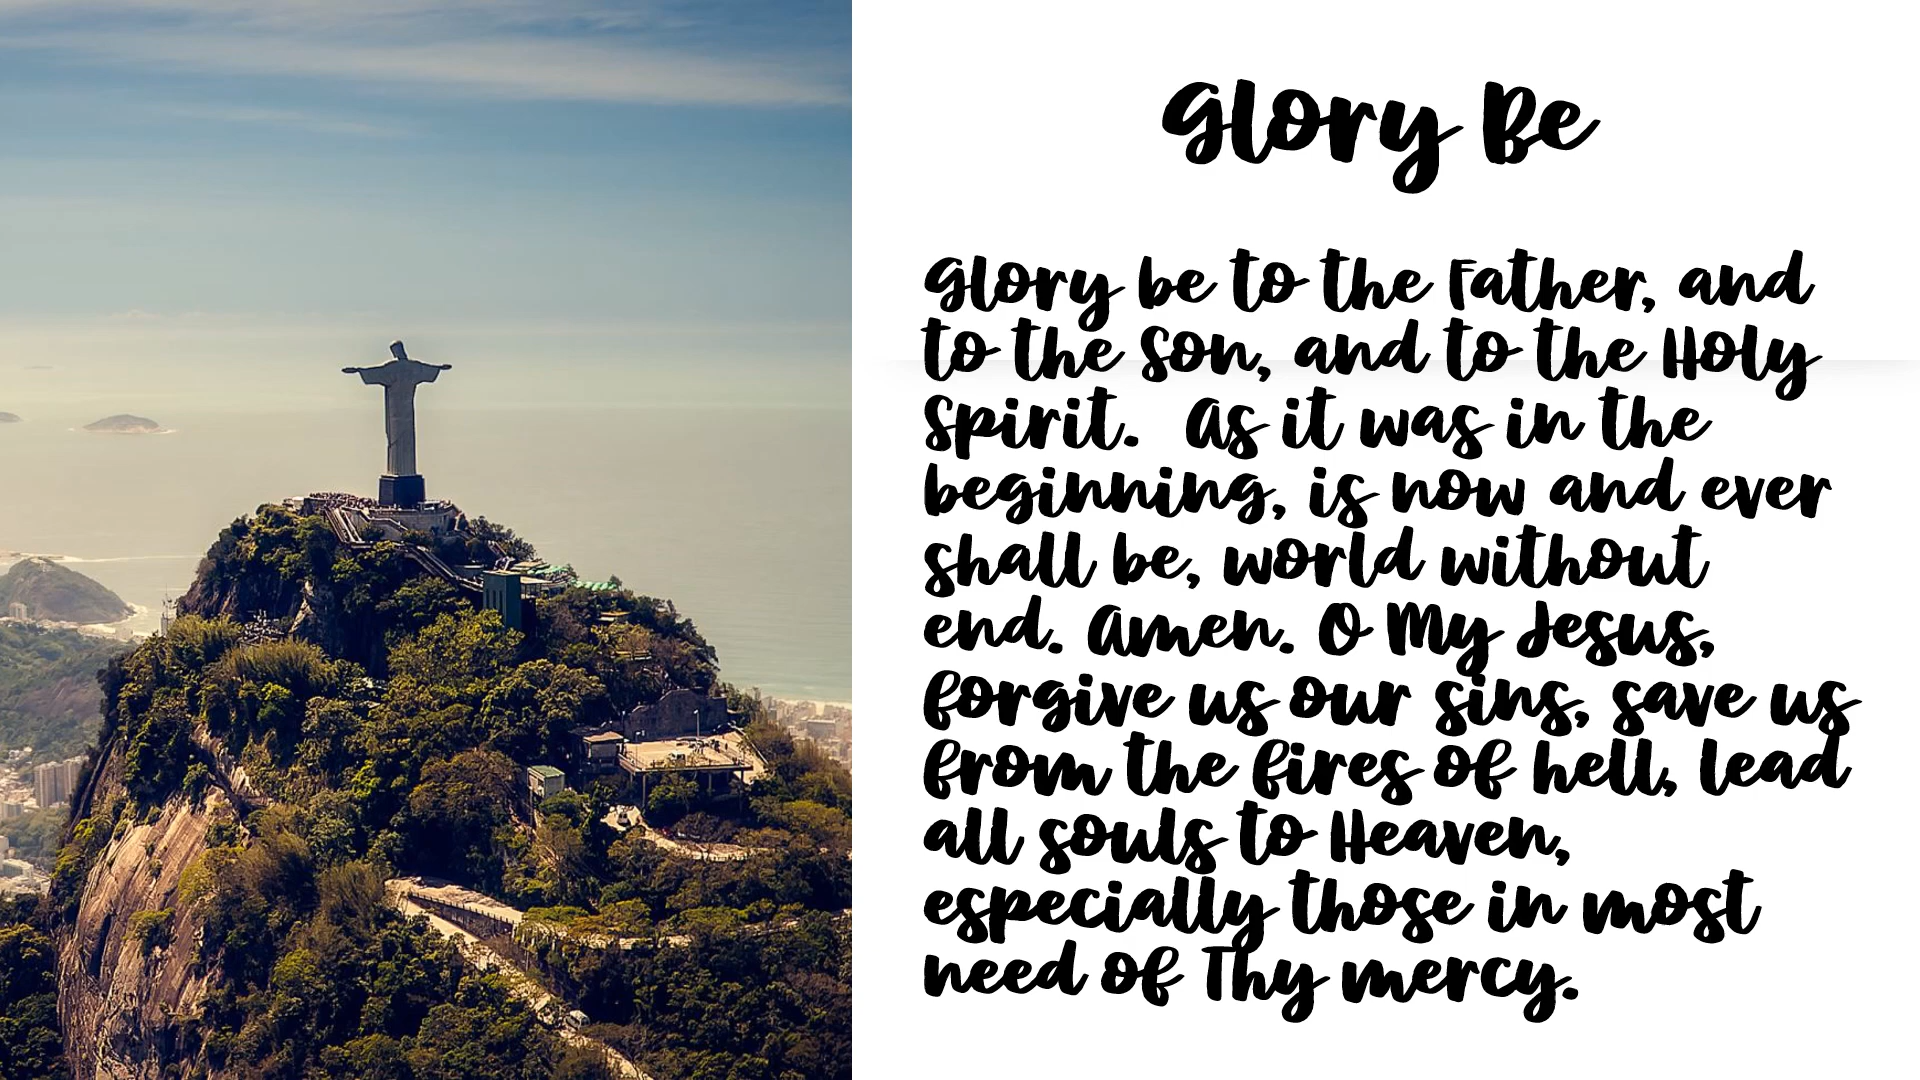 Glory Be
Glory be to the Father, and
to the Son, and to the Holy
Spirit.  As it was in the
beginning, is now and ever
shall be, world without
end. Amen. O My Jesus,
forgive us our sins, save us
from the fires of hell, lead
all souls to Heaven,
especially those in most
need of Thy mercy.